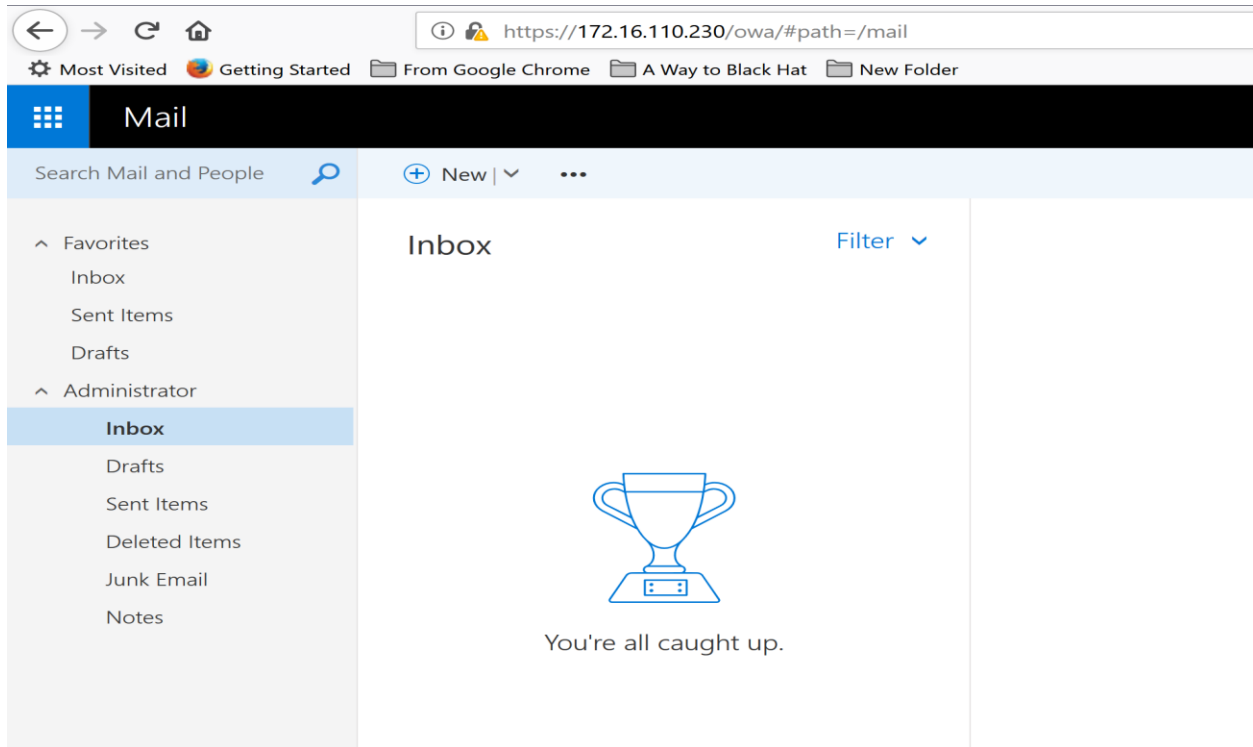 https://172.16.110.230/owa/#path=/mail
Most Visited Getting Started From Google Chrome A Way to Black Hat New Folder
Mail
Search Mail and People New | •••
Favorites
Inbox
Sent Items
Drafts
Administrator
Inbox
Drafts
Sent Items
Deleted Items
Junk Email
Notes
Inbox Filter
You're all caught up.